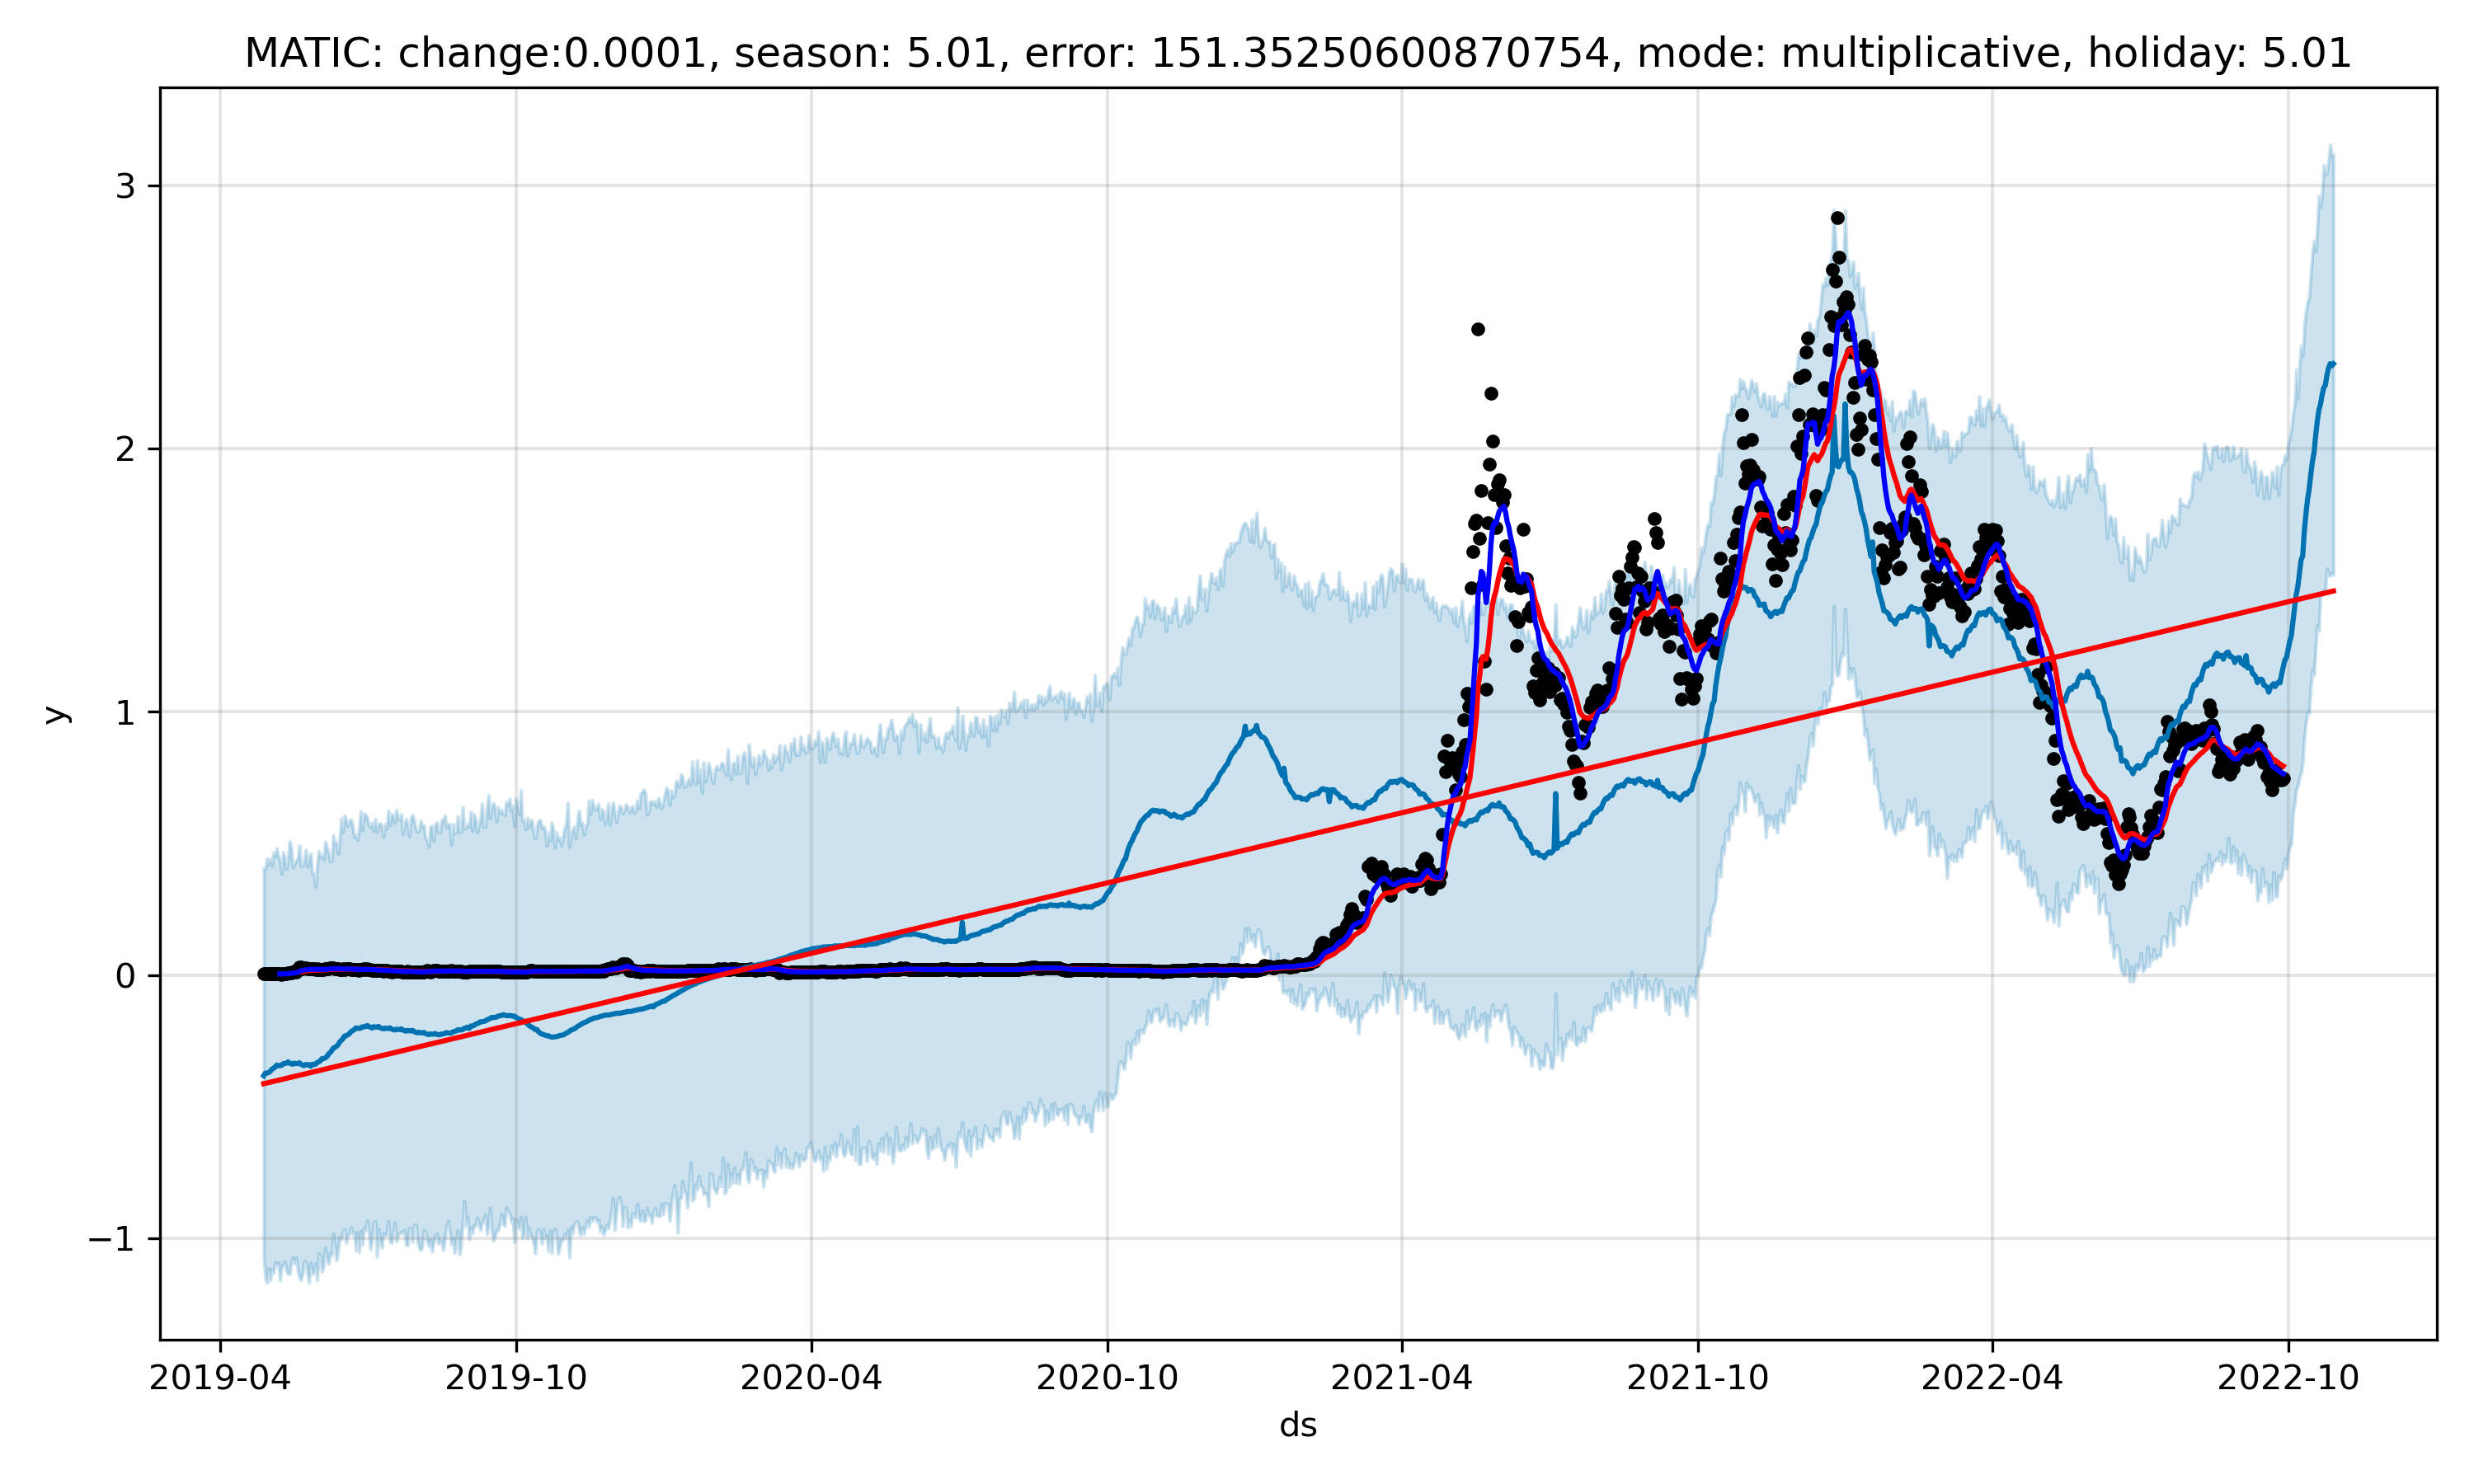 MATIC: change:0.0001, season: 5.01, error: 151.35250600870754, mode: multiplicative, holiday: 5.01
y
3
2
1
0
−1
2019-04 2019-10 2020-04 2020-10 2021-04 2021-10 2022-04 2022-10
ds